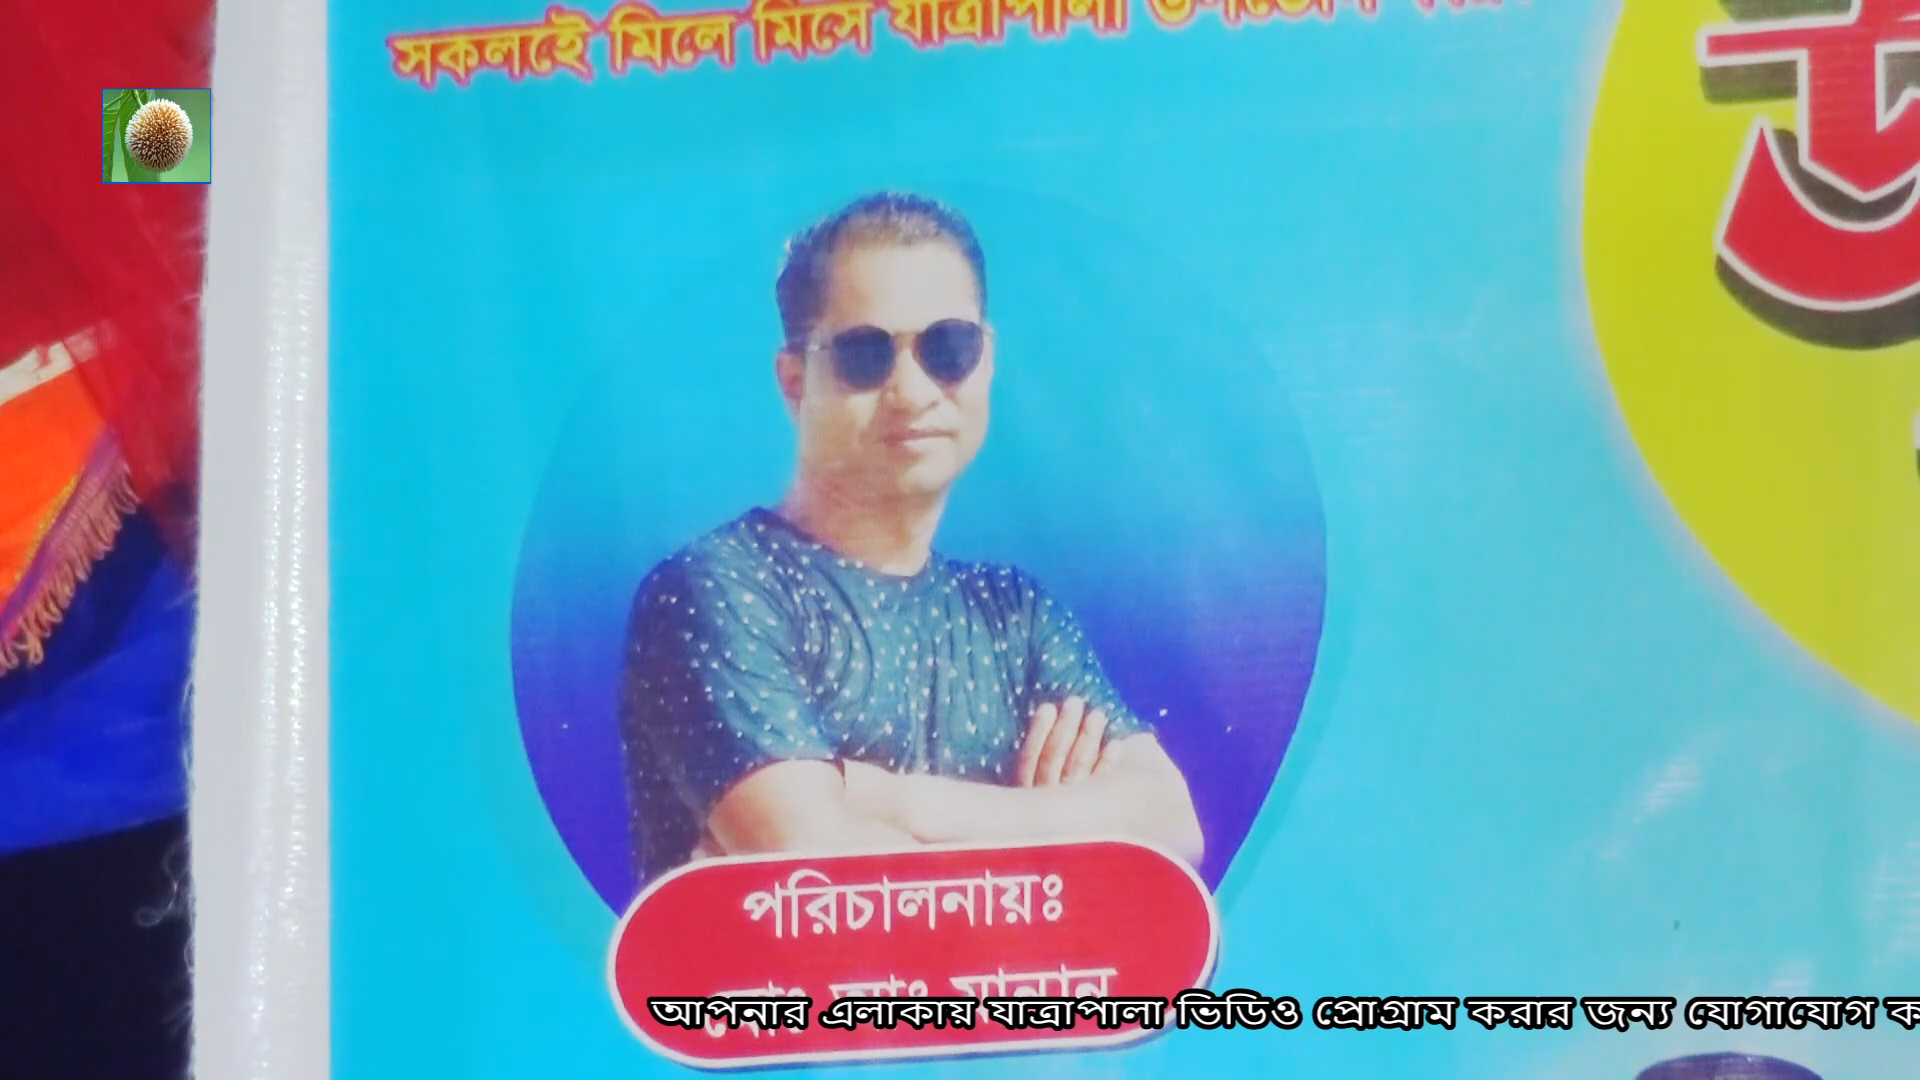 সকলেই মিলে মিসে যাত্রাপালা
পরিচালনায়ঃ
মোঃ আঃ মান্নান
আপনার এলাকায় যাত্রাপালা ভিডিও প্রোগ্রাম করার জন্য যোগাযোগ ক